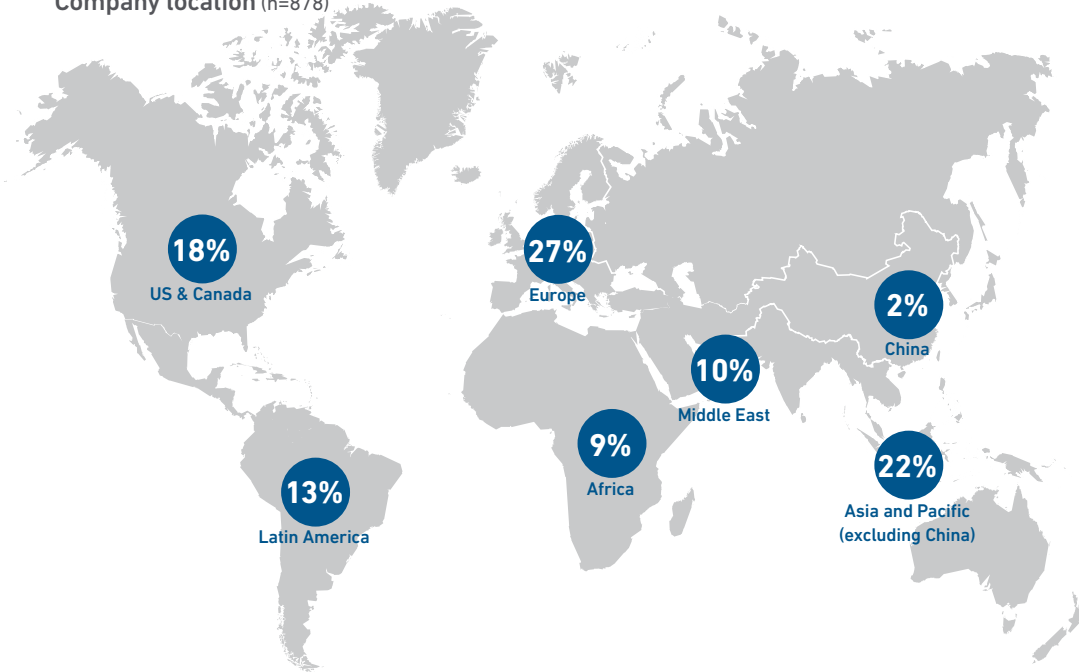 Company location (n=878)
18%
US & Canada
27%
Europe
2%
China
10%
Middle East
9%
Africa
22%
Asia and Pacific
(excluding China)
13%
Latin America